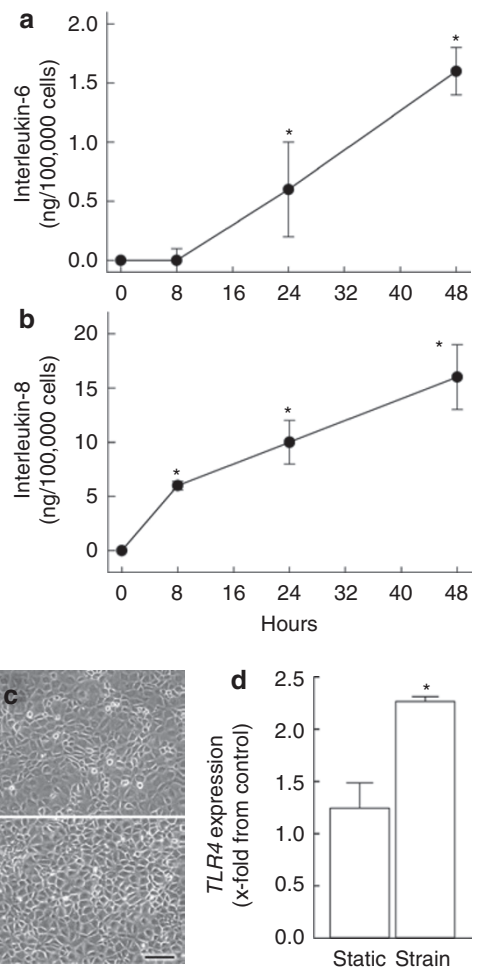 a
Interleukin-6
(ng/100,000 cells)
2.0
*
1.5
*
1.0
0.5
0.0
0 8 16 24 32 40 48
b
Interleukin-8
(ng/100,000 cells)
20
*
15
*
10
*
5
0
0 8 16 24 32 40 48
Hours
c
d
TLR4 expression
(x-fold from control)
2.5
*
2.0
1.5
1.0
0.5
0.0
Static Strain